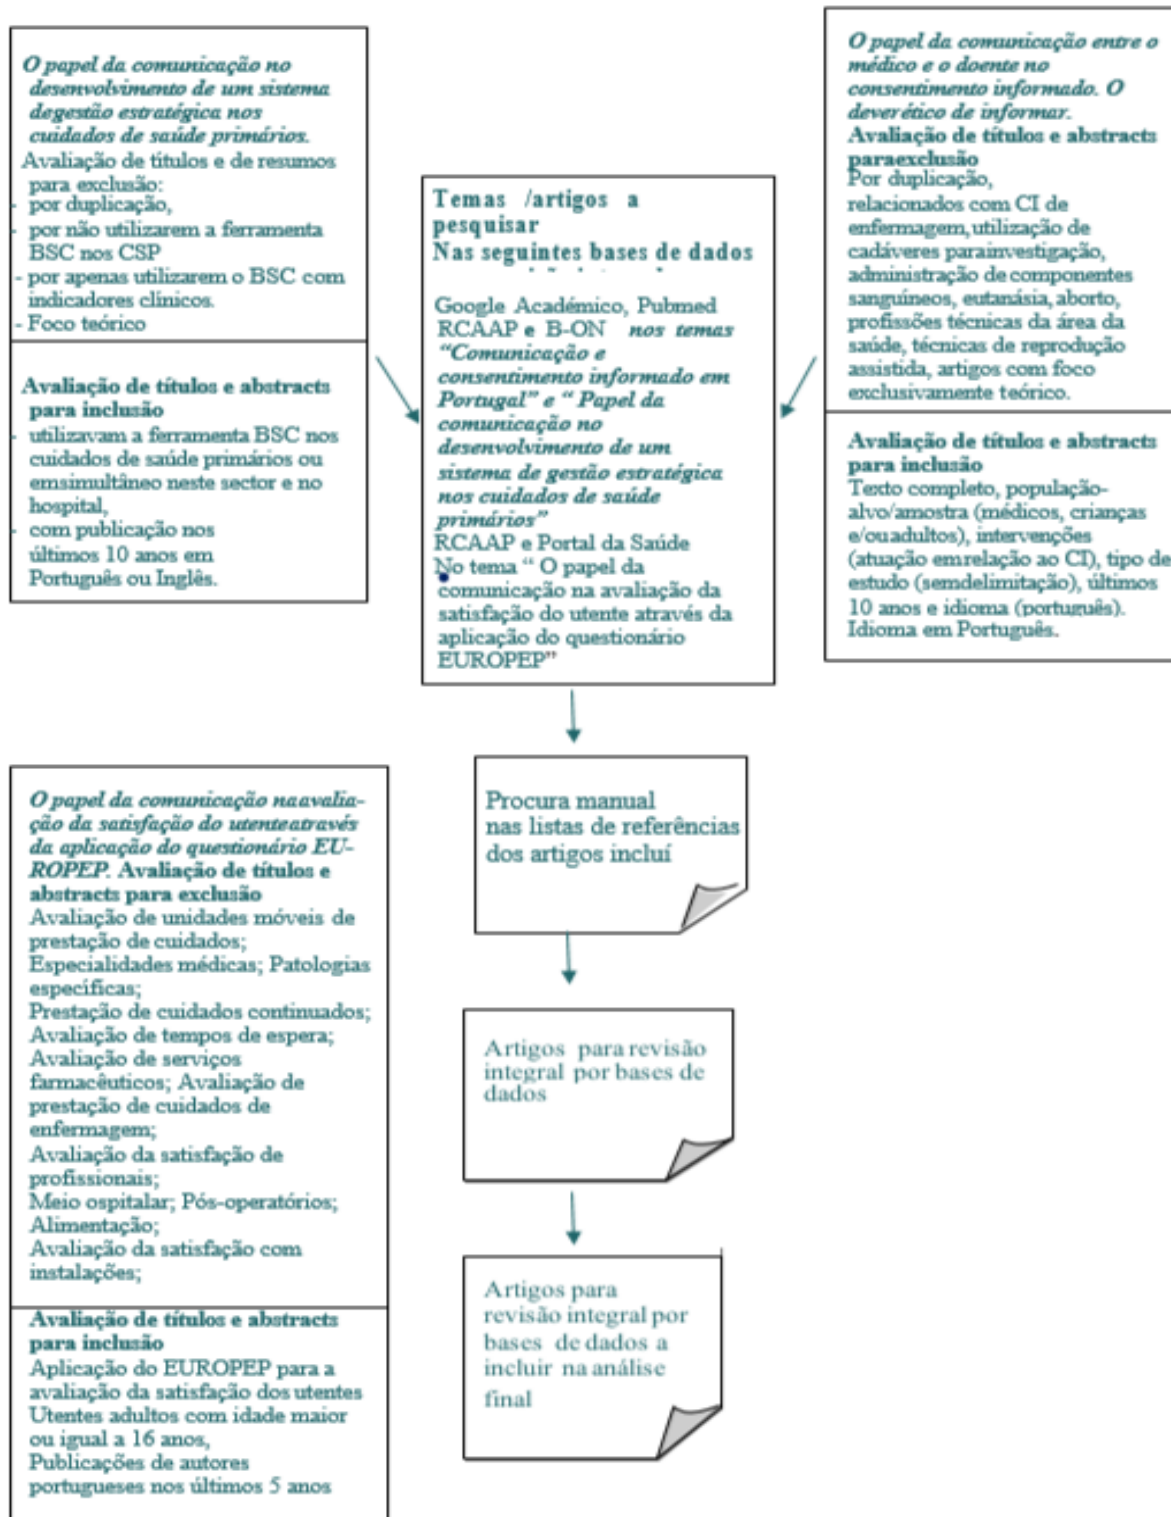 O papel da comunicação no
desenvolvimento de um sistema
degestão estratégica nos
cuidados de saúde primários.
Avaliação de títulos e de resumos
para exclusão:
- por duplicação,
- por não utilizarem a ferramenta
BSC nos CSP
- por apenas utilizarem o BSC com
indicadores clínicos.
- Foco teórico
Avaliação de títulos e abstracts
para inclusão
- utilizavam a ferramenta BSC nos
cuidados de saúde primários ou
emsimultâneo neste sector e no
hospital,
- com publicação nos
últimos 10 anos em
Português ou Inglês.
Temas /artigos a
pesquisar
Nas seguintes bases de dados
Google Académico, Pubmed
RCAAP e B-ON nos temas
“Comunicação e
consentimento informado em
Portugal” e “ Papel da
comunicação no
desenvolvimento de um
sistema de gestão estratégica
nos cuidados de saúde
primários”
RCAAP e Portal da Saúde
No tema “ O papel da
comunicação na avaliação da
satisfação do utente através da
aplicação do questionário
EUROPEP”
O papel da comunicação entre o
médico e o doente no
consentimento informado. O
deverético de informar.
Avaliação de títulos e abstracts
paraexclusão
Por duplicação,
relacionados com CI de
enfermagem,utilização de
cadáveres parainvestigação,
administração de componentes
sanguíneos, eutanásia, aborto,
profissões técnicas da área da
saúde, técnicas de reprodução
assistida, artigos com foco
exclusivamente teórico.
Avaliação de títulos e abstracts
para inclusão
Texto completo, população-
alvo/amostra (médicos, crianças
e/ouadultos), intervenções
(atuação emrelação ao CI), tipo de
estudo (semdelimitação), últimos
10 anos e idioma (português).
Idioma em Português.
O papel da comunicação naavalia-
ção da satisfação do utenteatravés
da aplicação do questionário EU-
ROPEP. Avaliação de títulos e
abstracts para exclusão
Avaliação de unidades móveis de
prestação de cuidados;
Especialidades médicas; Patologias
específicas;
Prestação de cuidados continuados;
Avaliação de tempos de espera;
Avaliação de serviços
farmacêuticos; Avaliação de
prestação de cuidados de
enfermagem;
Avaliação da satisfação de
profissionais;
Meio ospitalar; Pós-operatórios;
Alimentação;
Avaliação da satisfação com
instalações;
Avaliação de títulos e abstracts
para inclusão
Aplicação do EUROPEP para a
avaliação da satisfação dos utentes
Utentes adultos com idade maior
ou igual a 16 anos,
Publicações de autores
portugueses nos últimos 5 anos
Procura manual
nas listas de referências
dos artigos incluí
Artigos para revisão
integral por bases de
dados
Artigos para
revisão integral por
bases de dados a
incluir na análise
final